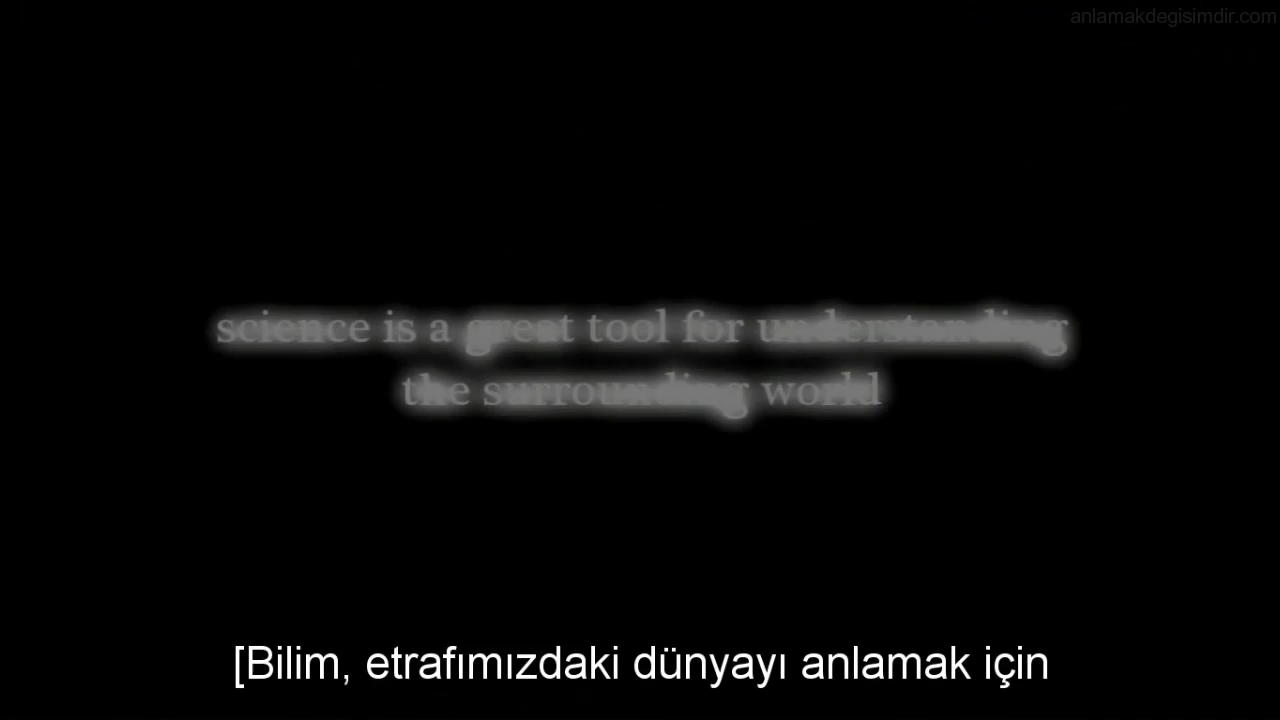 anlamakdegisimdir.com
science is a great tool for understanding
the surrounding world
[Bilim, etrafımızdaki dünyayı anlamak için